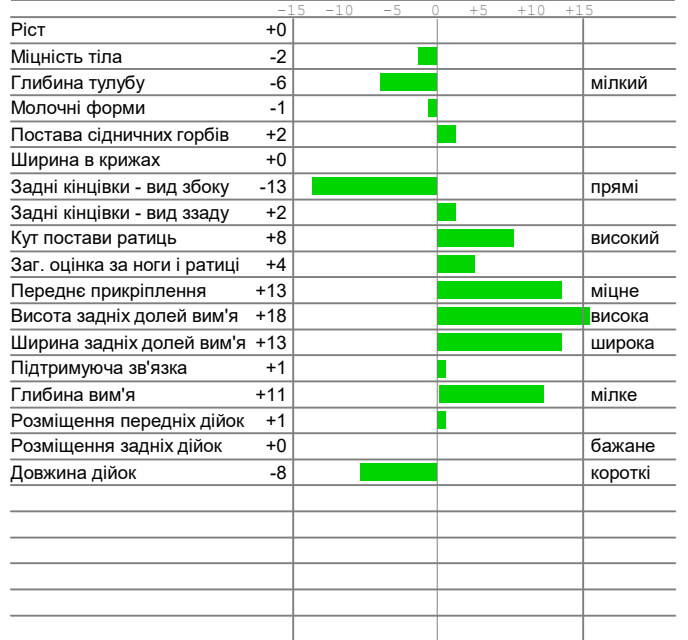 -15 -10 -5 0 +5 +10 +15
Ріст +0
Міцність тіла -2
Глибина тулубу -6 мілкий
Молочні форми -1
Постава сідничних горбів +2
Ширина в крижах +0
Задні кінцівки - вид збоку -13 прямі
Задні кінцівки - вид ззаду +2
Кут постави ратиць +8 високий
Заг. оцінка за ноги і ратиці +4
Переднє прикріплення +13 міцне
Висота задніх долей вим'я +18 висока
Ширина задніх долей вим'я +13 широка
Підтримуюча зв'язка +1
Глибина вим'я +11 мілке
Розміщення передніх дійок +1
Розміщення задніх дійок +0 бажане
Довжина дійок -8 короткі